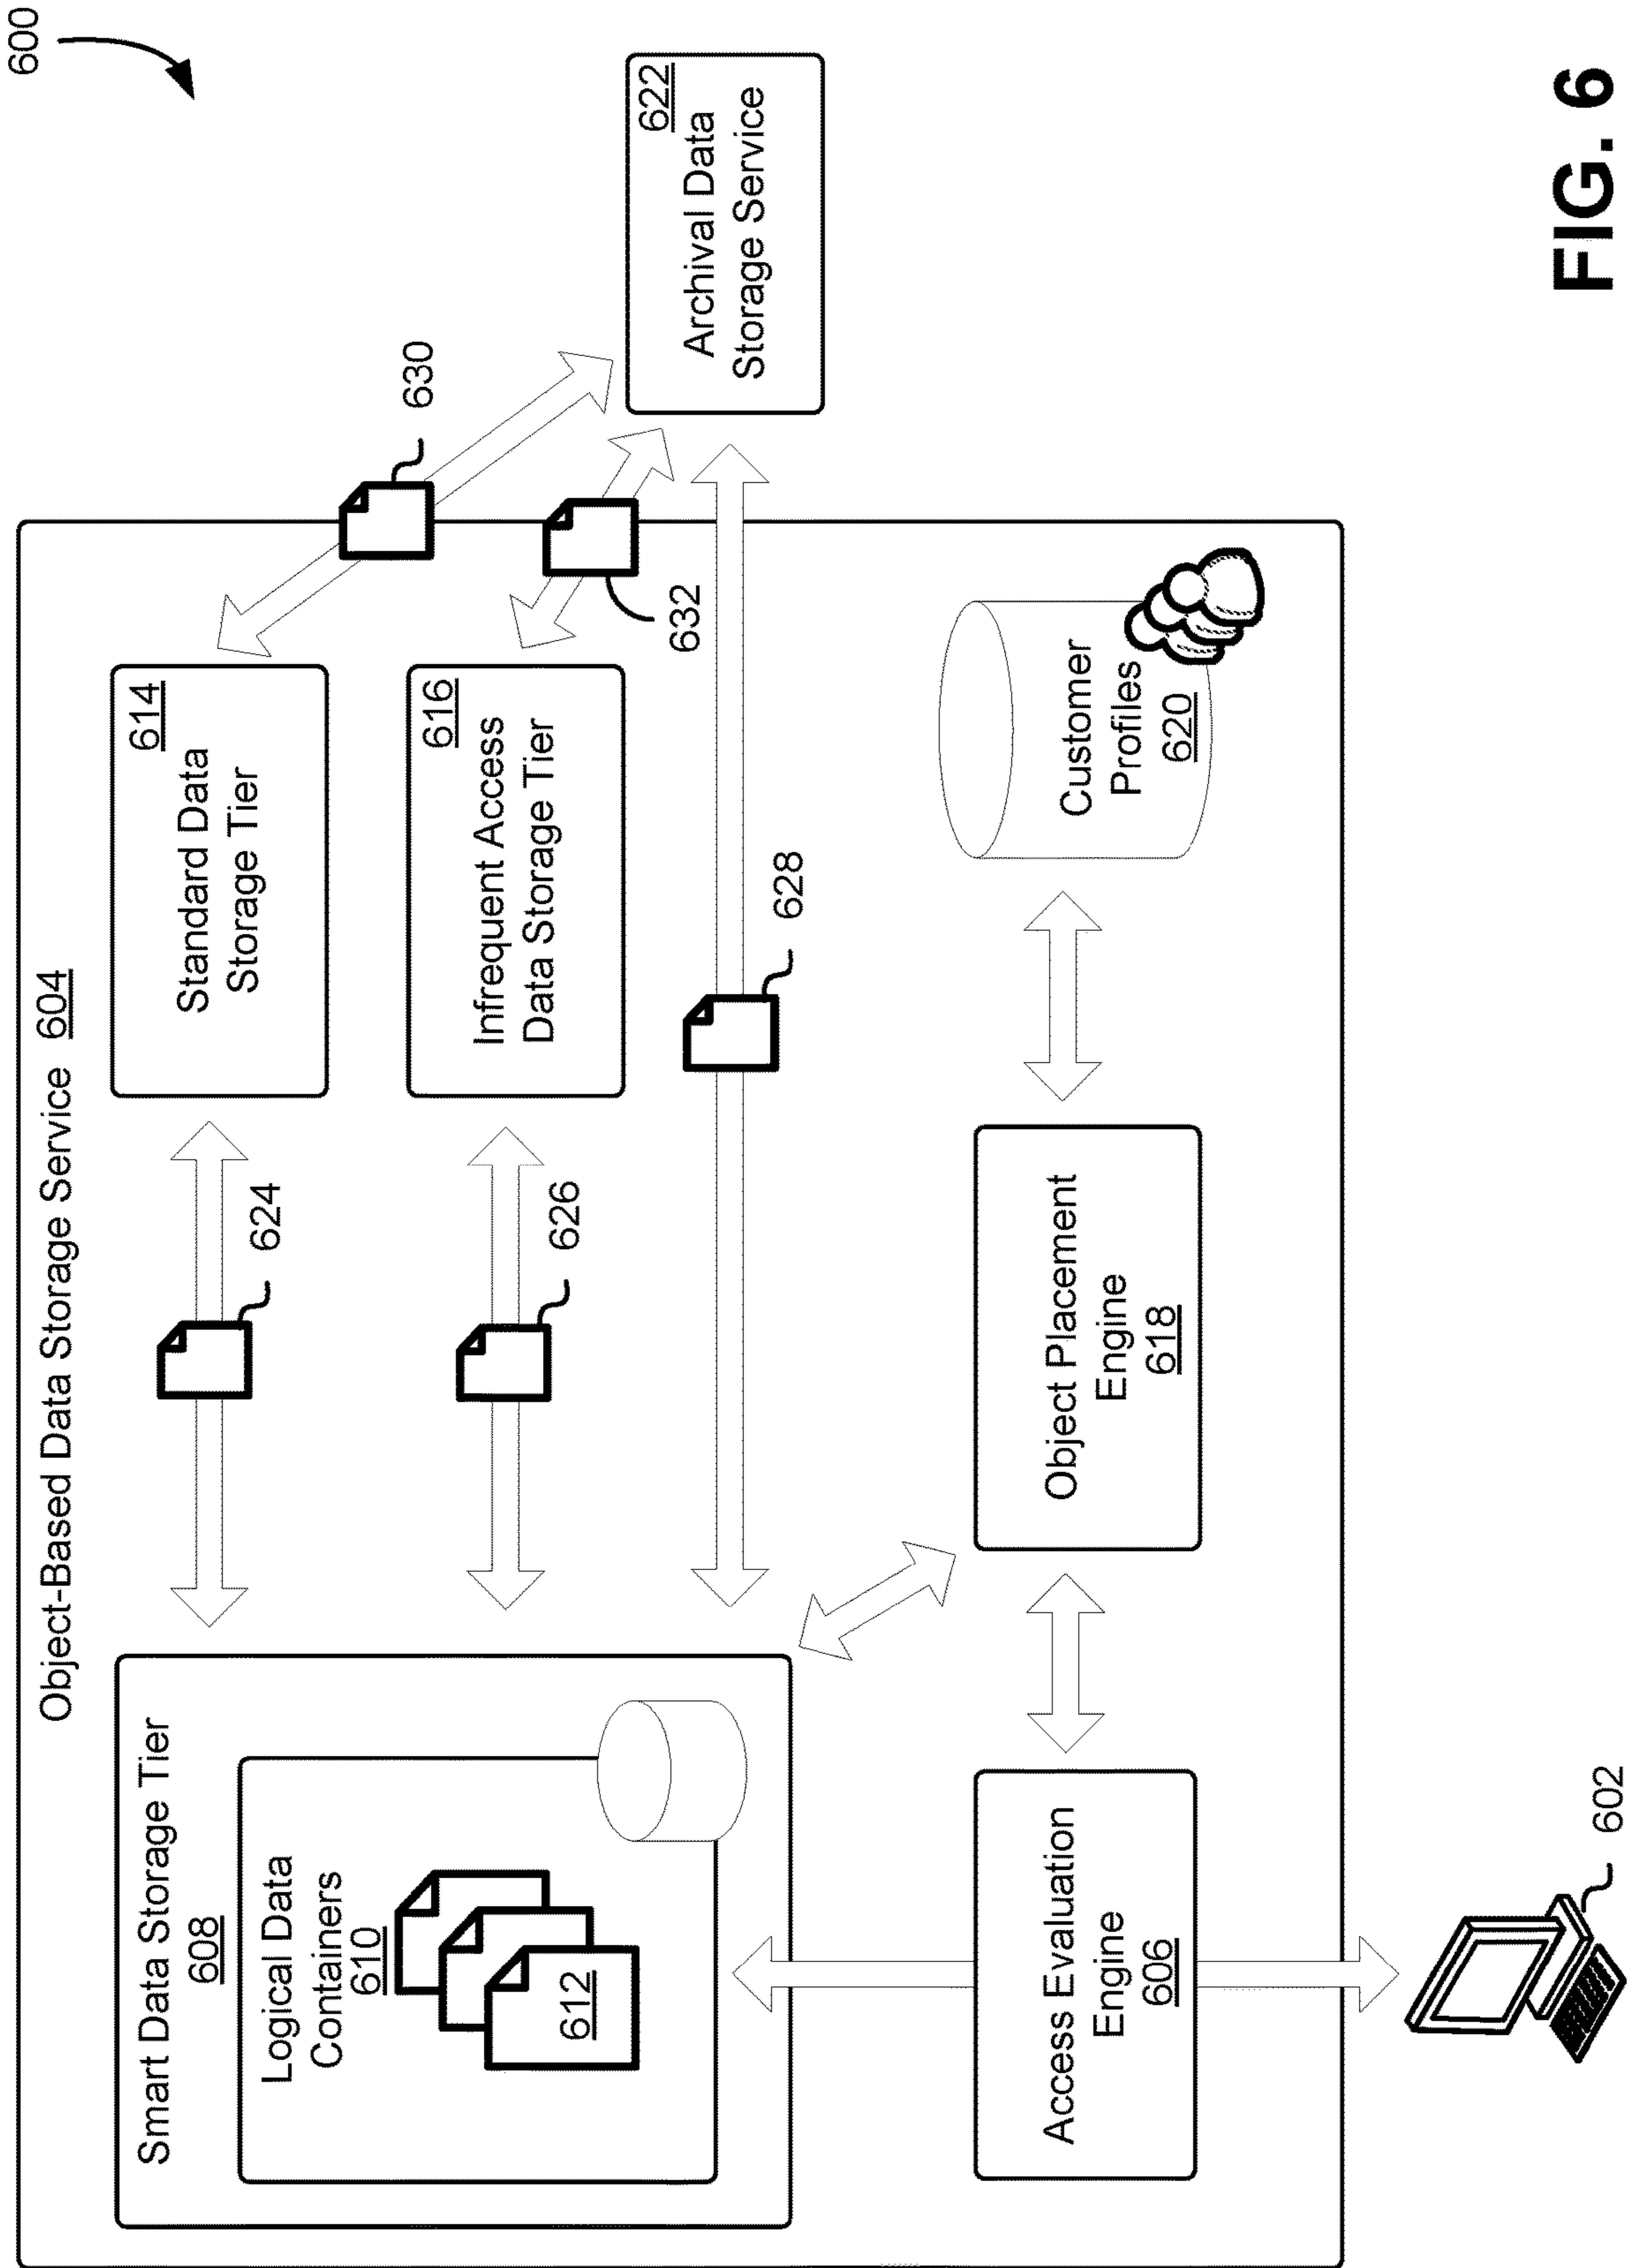 600
Object-Based Data Storage Service 604
Smart Data Storage Tier
608
Logical Data
Containers
610
612
624
614
Standard Data
Storage Tier
630
626
616
Infrequent Access
Data Storage Tier
632
622
Archival Data
Storage Service
628
Access Evaluation
Engine
606
Object Placement
Engine
618
Customer
Profiles
620
602
FIG. 6